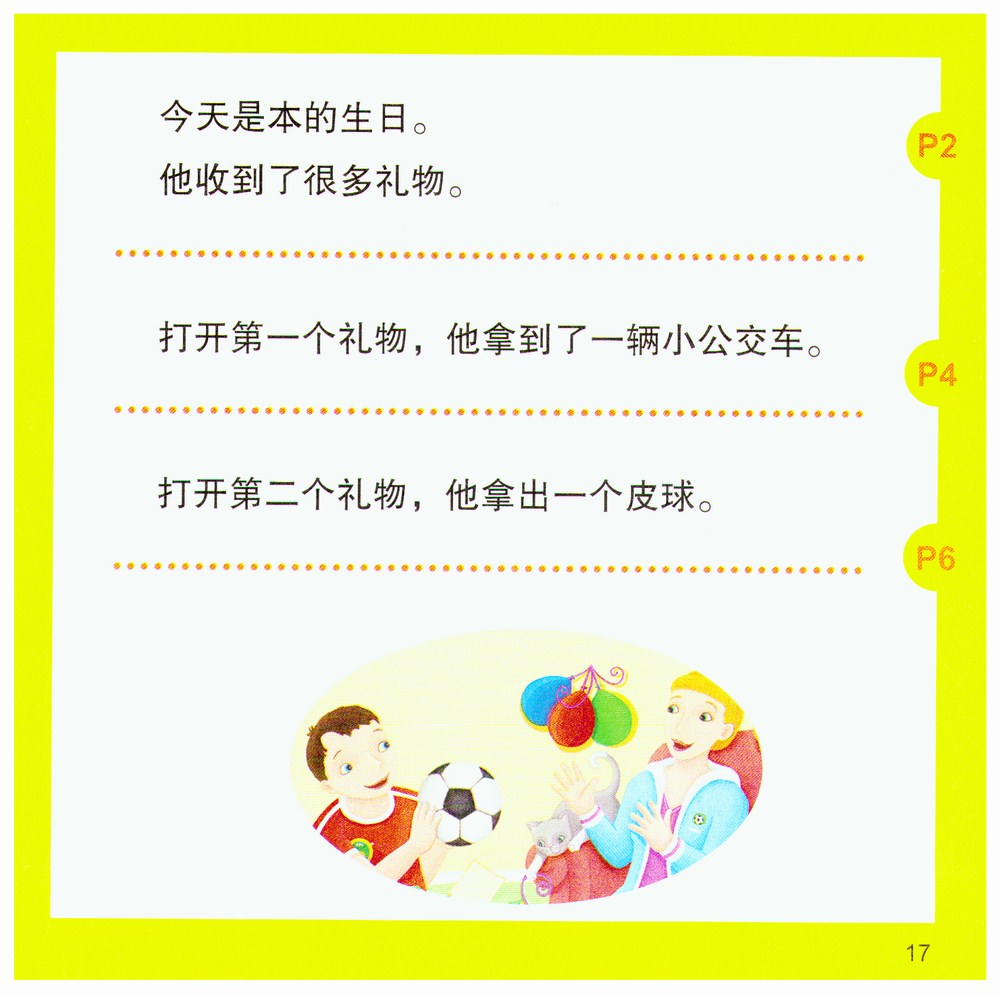 今天是本的生日。
P2
他收到了很多礼物。
打开第一个礼物，他拿到了一辆小公交车。
P4
打开第二个礼物，他拿出一个皮球。
P6
17